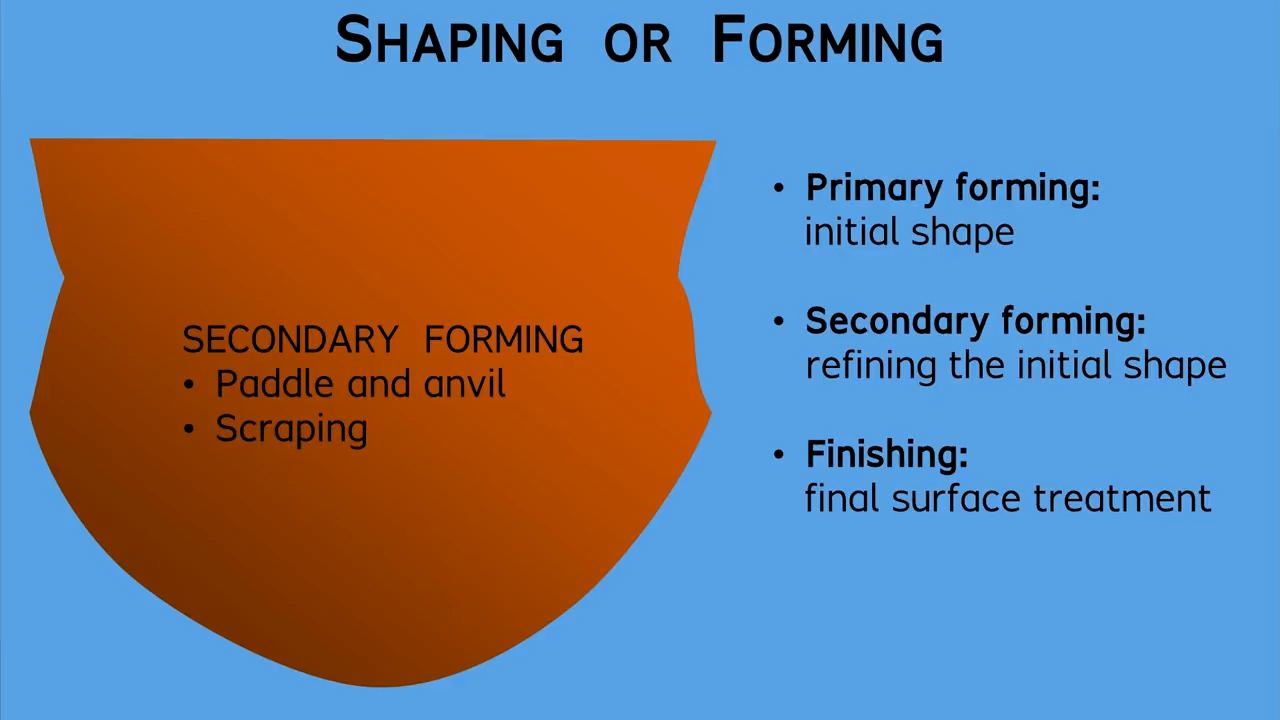 SHAPING OR FORMING
SECONDARY FORMING
• Paddle and anvil
• Scraping
• Primary forming:
initial shape
• Secondary forming:
refining the initial shape
• Finishing:
final surface treatment